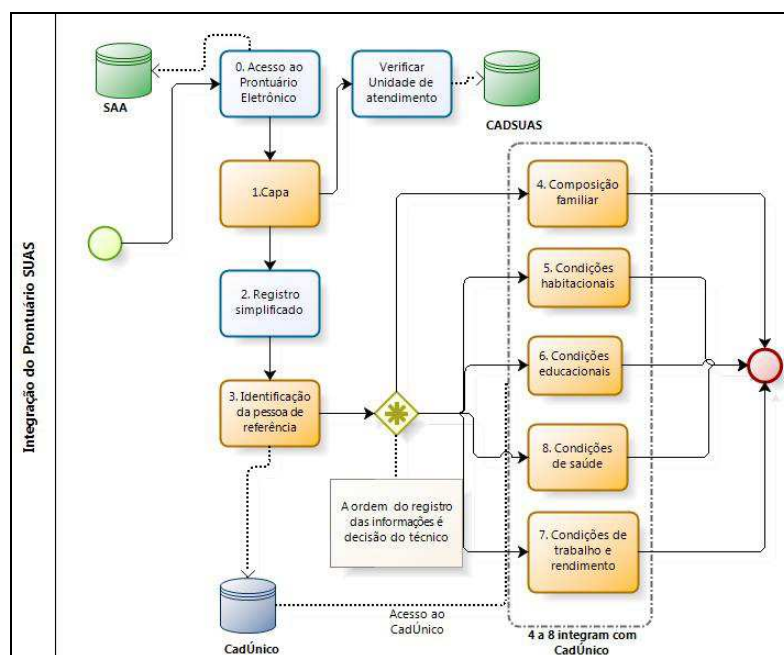 Integração do Prontuário SUAS
SAA
0. Acesso ao
Prontuário
Eletrônico
Verificar
Unidade de
atendimento
CADSUAS
1.Capa
2. Registro
simplificado
3. Identificação
da pessoa de
referência
A ordem do registro
das informações é
decisão do técnico
4. Composição
familiar
5. Condições
habitacionais
6. Condições
educacionais
8. Condições
de saúde
7. Condições de
trabalho e
rendimento
CadÚnico
Acesso ao
CadÚnico
4 a 8 integram com
CadÚnico